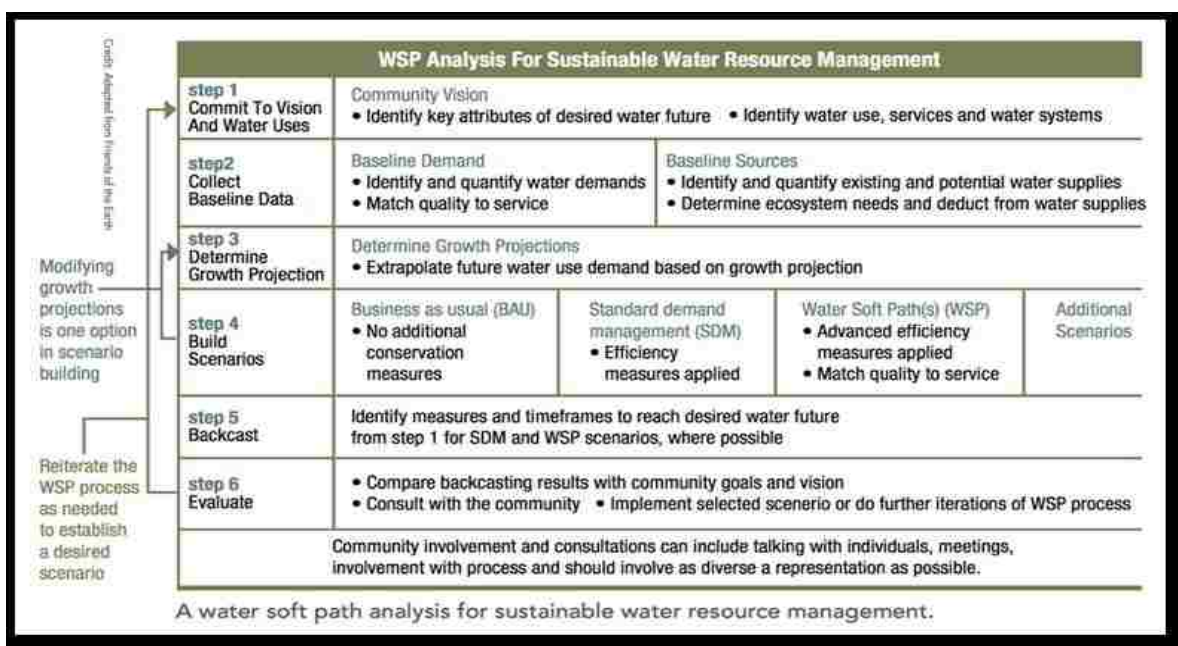 Credit: Adapted from Friends of the Earth
WSP Analysis For Sustainable Water Resource Management
step 1
Commit To Vision
And Water Uses
Community Vision
• Identify key attributes of desired water future • Identify water use, services and water systems
step2
Collect
Baseline Data
Baseline Demand
• Identify and quantify water demands
• Match quality to service
Baseline Sources
• Identify and quantify existing and potential water supplies
• Determine ecosystem needs and deduct from water supplies
step 3
Determine
Growth Projection
Determine Growth Projections
• Extrapolate future water use demand based on growth projection
Modifying
growth
projections
is one option
in scenario
building
step 4
Build
Scenarios
Business as usual (BAU)
• No additional
conservation
measures
Standard demand
management (SDM)
• Efficiency
measures applied
Water Soft Path(s) (WSP)
• Advanced efficiency
measures applied
• Match quality to service
Additional
Scenarios
step 5
Backcast
Identify measures and timeframes to reach desired water future
from step 1 for SDM and WSP scenarios, where possible
Reiterate the
WSP process
as needed
to establish
a desired
scenario
step 6
Evaluate
• Compare backcasting results with community goals and vision
• Consult with the community • Implement selected scenerio or do further iterations of WSP process
Community involvement and consultations can include talking with individuals, meetings,
involvement with process and should involve as diverse a representation as possible.
A water soft path analysis for sustainable water resource management.